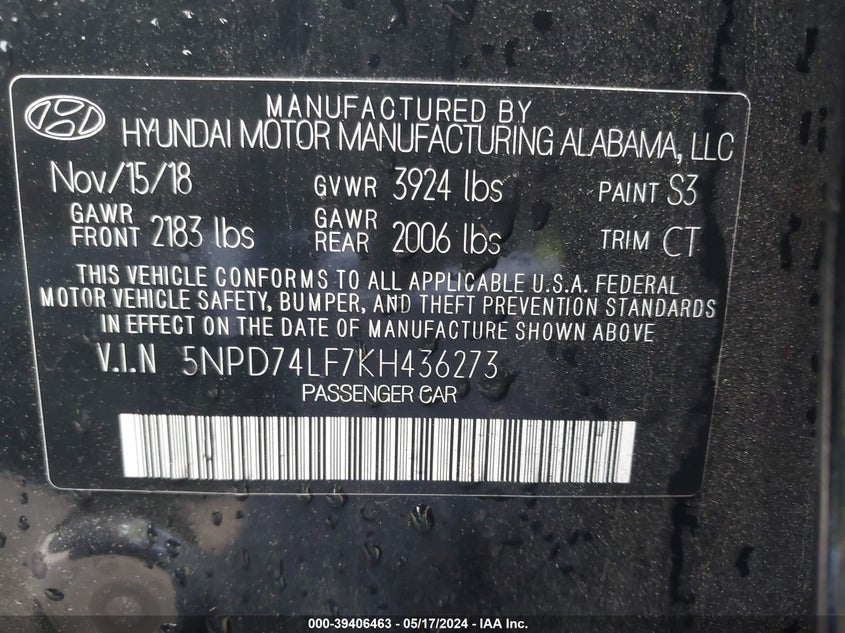 MANUFACTURED BY
HYUNDAI MOTOR MANUFACTURING ALABAMA, LLC
Nov/15/18 GVWR 3924 lbs PAINT S3
GAWR FRONT 2183 lbs GAWR REAR 2006 lbs TRIM CT
THIS VEHICLE CONFORMS TO ALL APPLICABLE U.S.A. FEDERAL
MOTOR VEHICLE SAFETY, BUMPER, AND THEFT PREVENTION STANDARDS
IN EFFECT ON THE DATE OF MANUFACTURE SHOWN ABOVE
V.I.N 5NPD74LF7KH436273
PASSENGER CAR
000-39406463 - 05/17/2024 - IAA Inc.